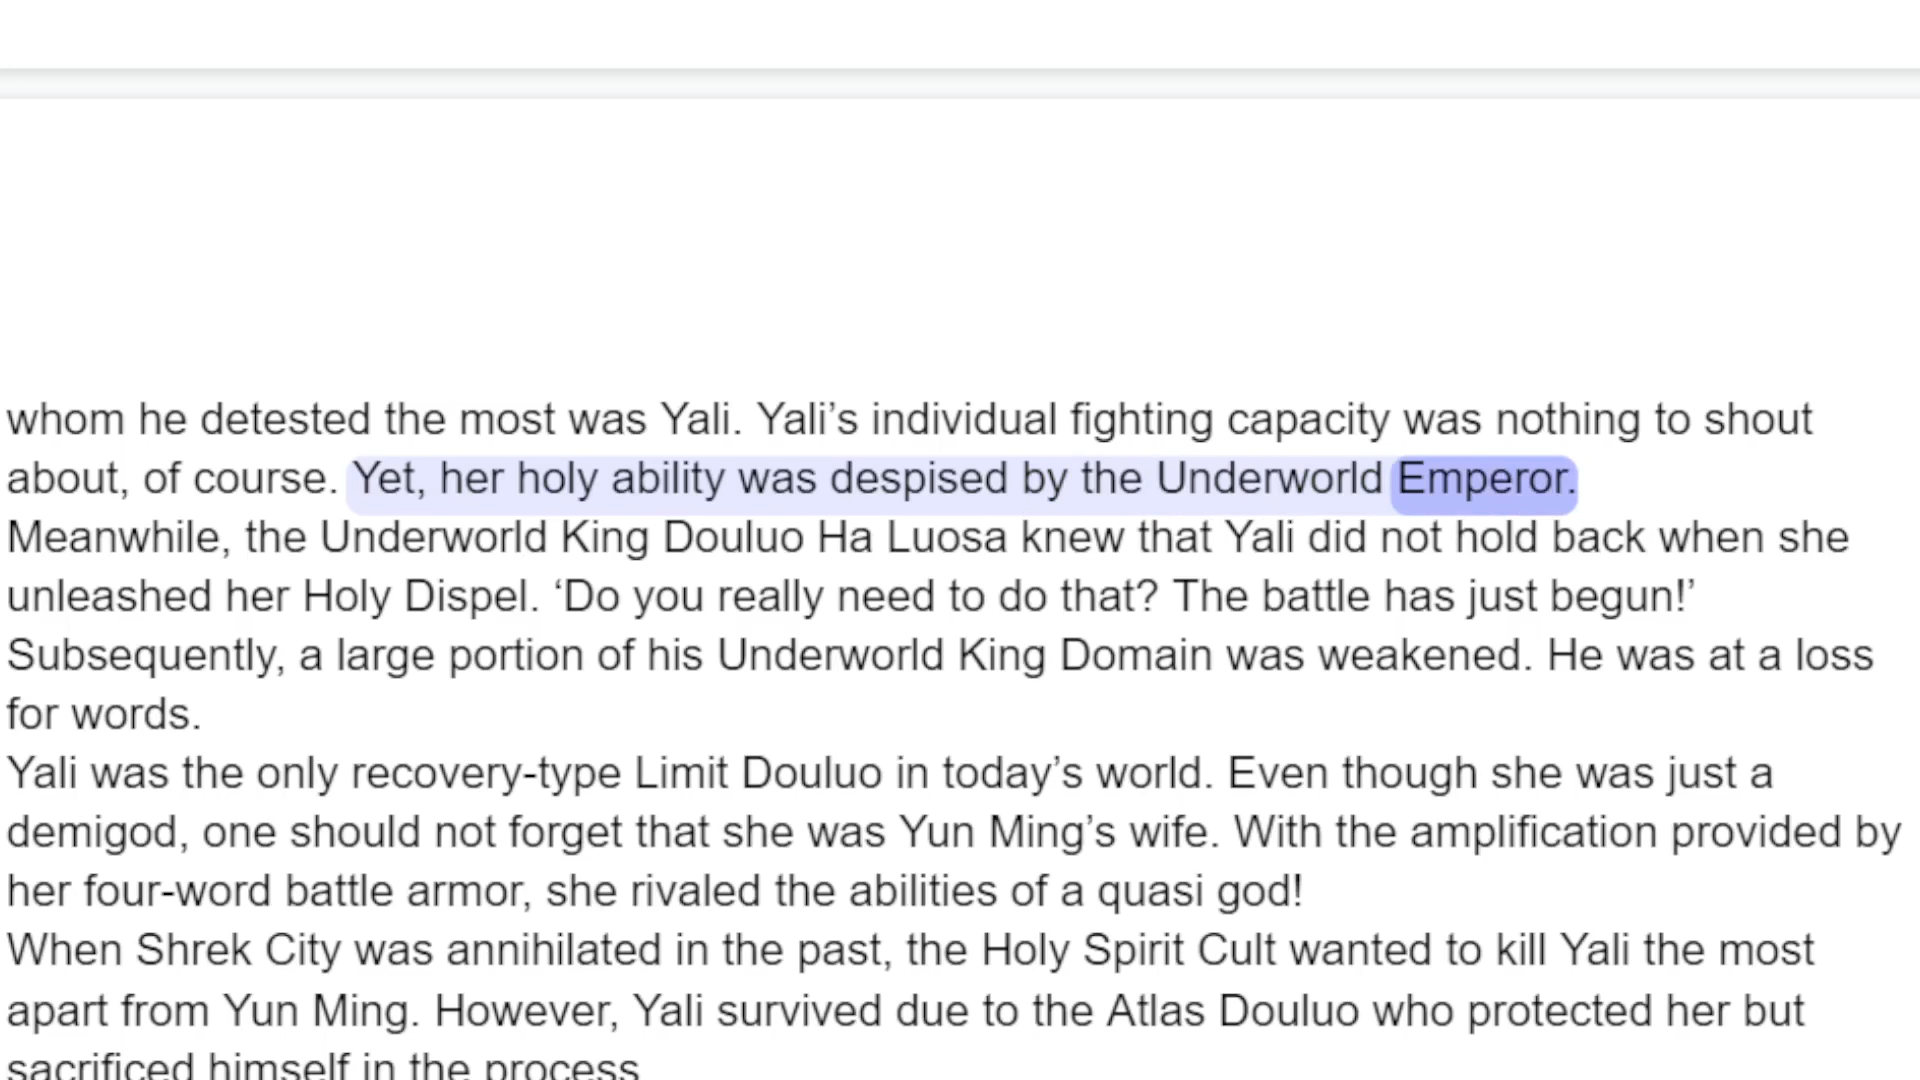 whom he detested the most was Yali. Yali’s individual fighting capacity was nothing to shout
about, of course. Yet, her holy ability was despised by the Underworld Emperor.
Meanwhile, the Underworld King Douluo Ha Luosa knew that Yali did not hold back when she
unleashed her Holy Dispel. ‘Do you really need to do that? The battle has just begun!’
Subsequently, a large portion of his Underworld King Domain was weakened. He was at a loss
for words.
Yali was the only recovery-type Limit Douluo in today’s world. Even though she was just a
demigod, one should not forget that she was Yun Ming’s wife. With the amplification provided by
her four-word battle armor, she rivaled the abilities of a quasi god!
When Shrek City was annihilated in the past, the Holy Spirit Cult wanted to kill Yali the most
apart from Yun Ming. However, Yali survived due to the Atlas Douluo who protected her but
sacrificed himself in the process